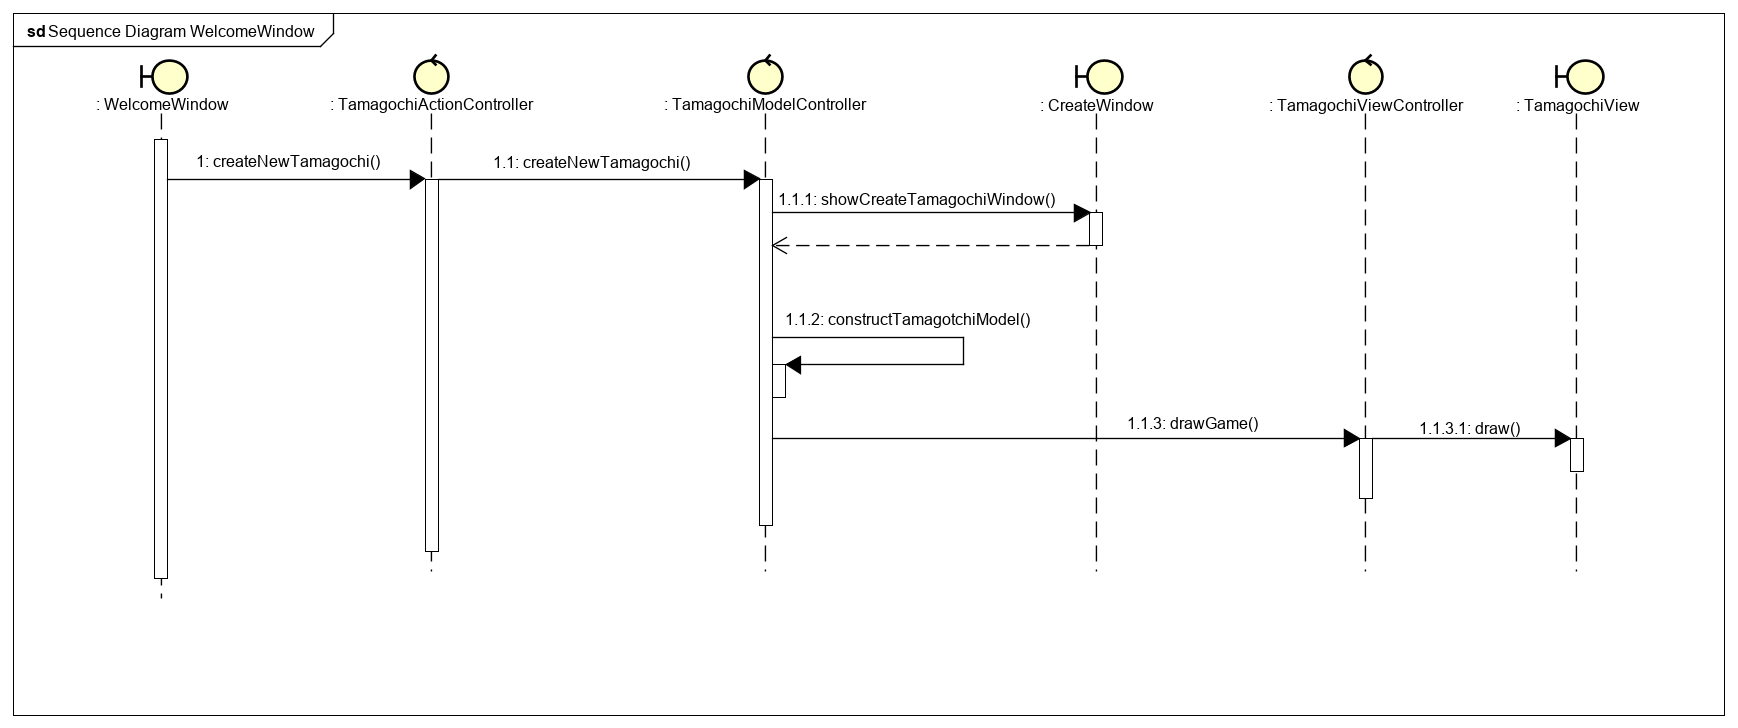 sd Sequence Diagram WelcomeWindow
: WelcomeWindow
: TamagochiActionController
: TamagochiModelController
: CreateWindow
: TamagochiViewController
: TamagochiView
1: createNewTamagochi()
1.1: createNewTamagochi()
1.1.1: showCreateTamagochiWindow()
1.1.2: constructTamagotchiModel()
1.1.3: drawGame()
1.1.3.1: draw()